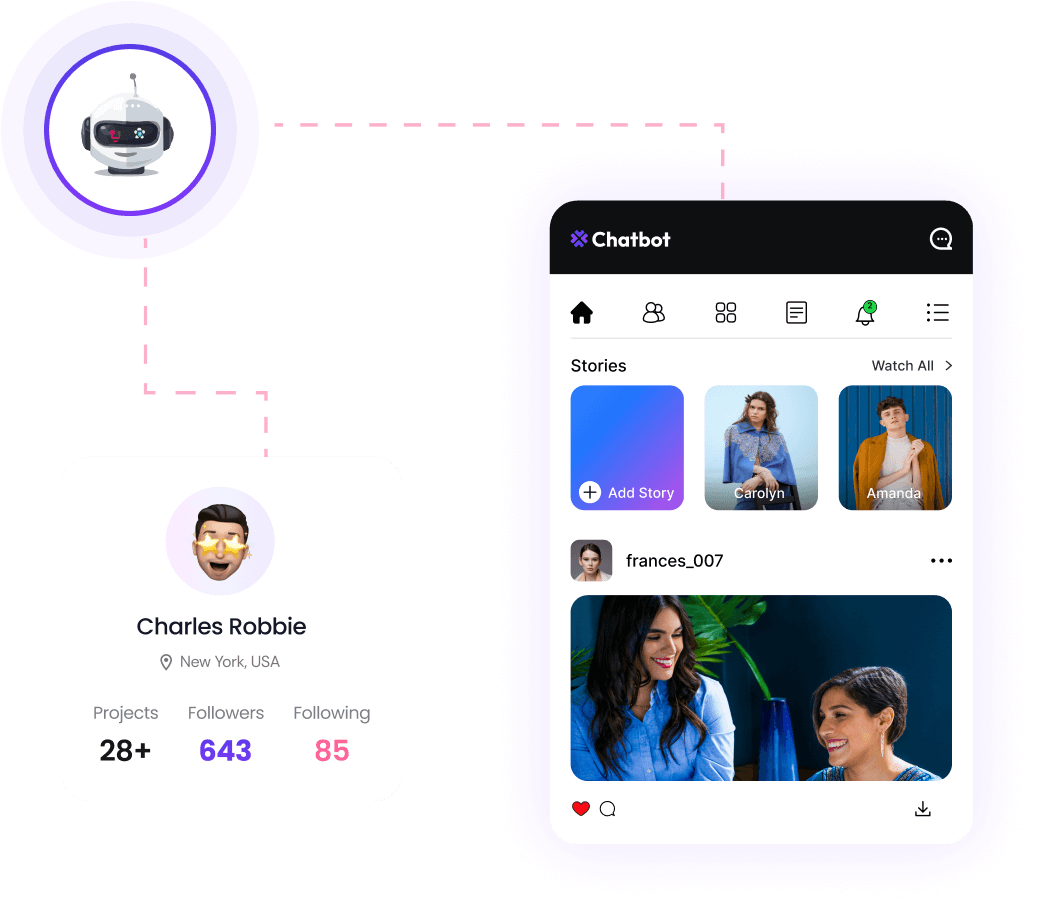 Chatbot
2
Stories
Watch All
Add Story
Carolyn
Amanda
frances_007
Charles Robbie
New York, USA
Projects Followers Following
28+ 643 85